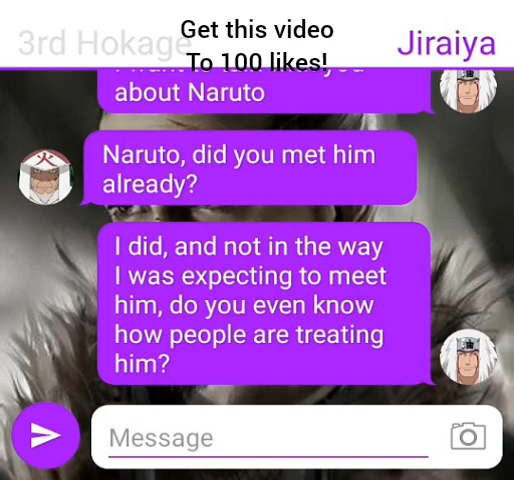 3rd Hokage
Get this video
Jiraiya
To 100 likes!
about Naruto
Naruto, did you met him
already?
I did, and not in the way
I was expecting to meet
him, do you even know
how people are treating
him?
Message
火